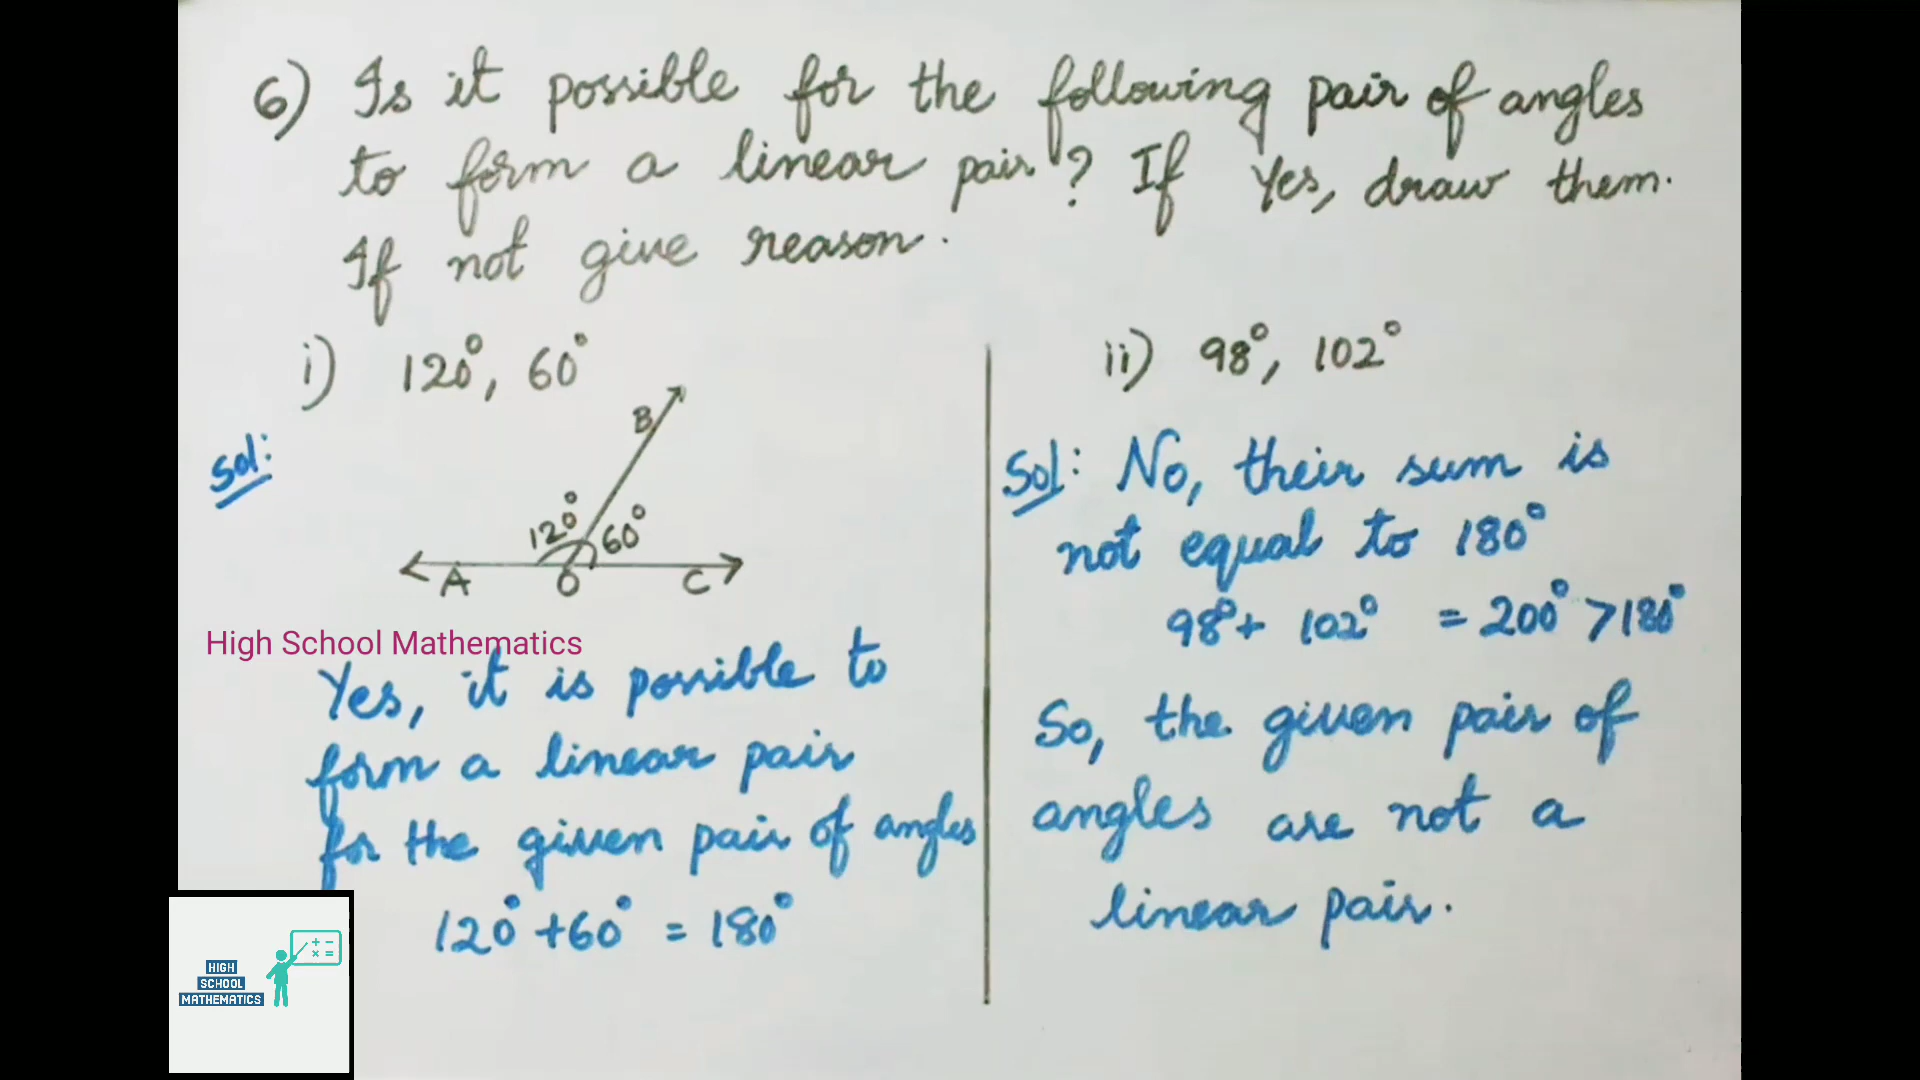 6) Is it possible for the following pair of angles
to form a linear pair? If Yes, draw them.
If not give reason.
i) 120°, 60°
Sol:
B
120° 60°
A O C
High School Mathematics
Yes, it is possible to
form a linear pair
for the given pair of angles
120° + 60° = 180°
ii) 98°, 102°
Sol: No, their sum is
not equal to 180°
98° + 102° = 200° > 180°
So, the given pair of
angles are not a
linear pair.
+ −
× =
HIGH
SCHOOL
MATHEMATICS